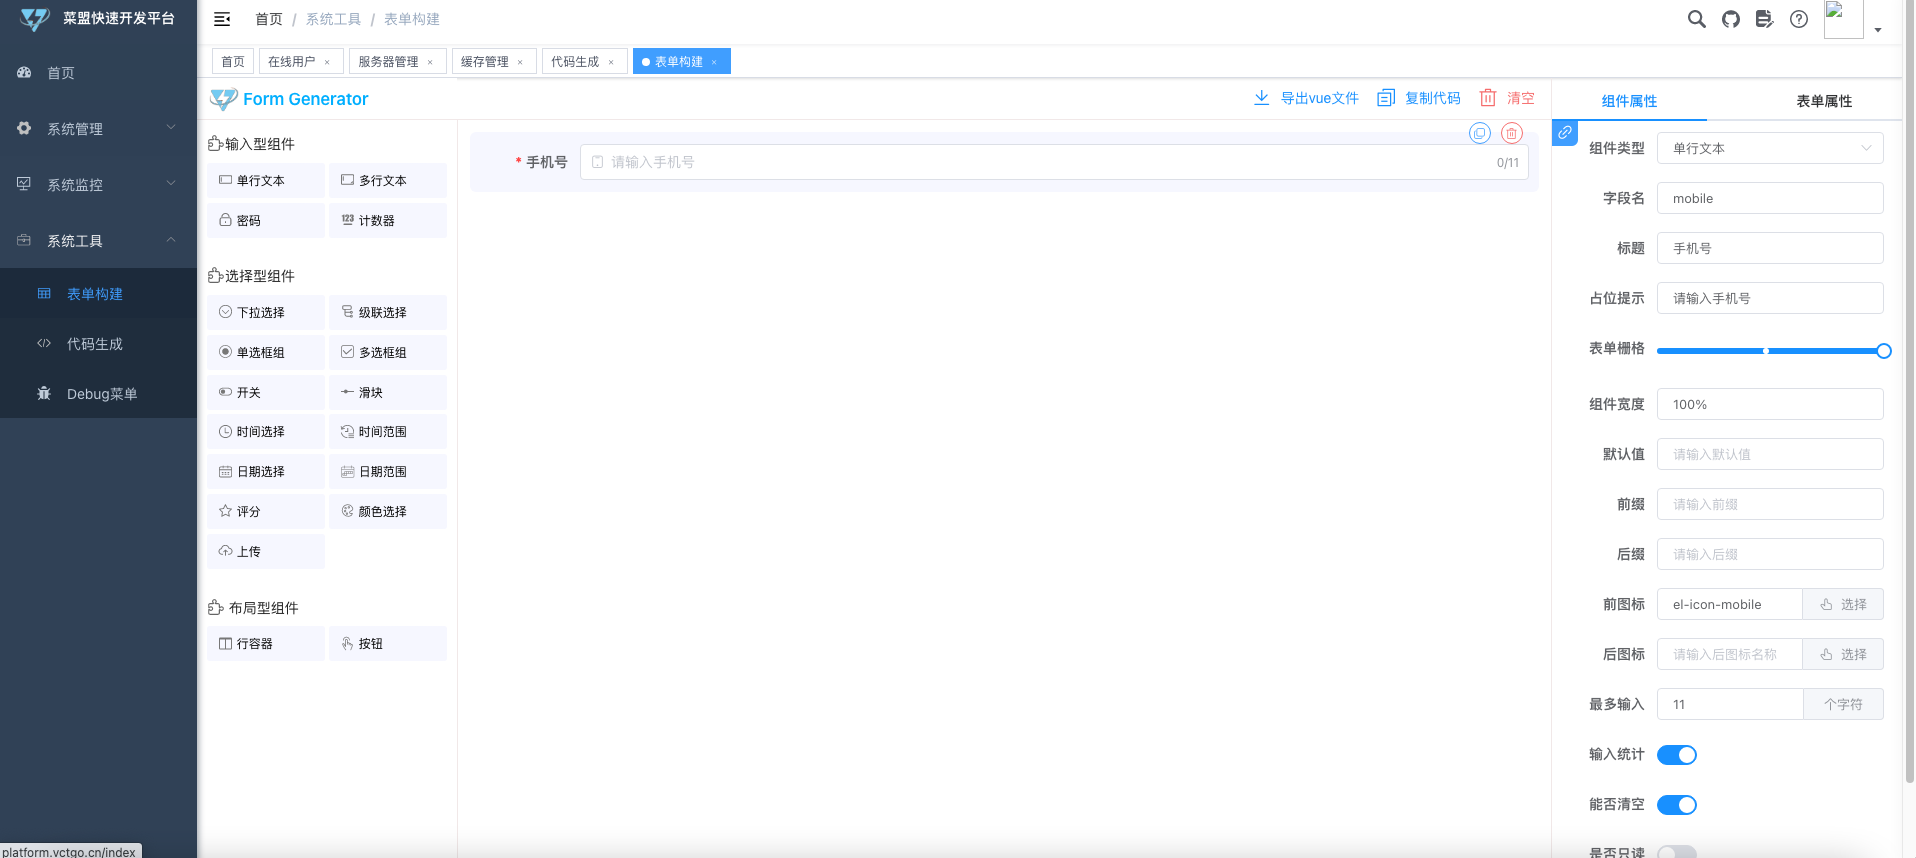 菜盟快速开发平台
首页
系统管理
系统监控
系统工具
表单构建
代码生成
Debug菜单
platform.vctgo.cn/index
首页 / 系统工具 / 表单构建
首页
在线用户 ×
服务器管理 ×
缓存管理 ×
代码生成 ×
表单构建 ×
Form Generator
导出vue文件
复制代码
清空
输入型组件
单行文本
多行文本
密码
123 计数器
选择型组件
下拉选择
级联选择
单选框组
多选框组
开关
滑块
时间选择
时间范围
日期选择
日期范围
评分
颜色选择
上传
布局型组件
行容器
按钮
* 手机号 请输入手机号 0/11
组件属性
表单属性
组件类型 单行文本
字段名 mobile
标题 手机号
占位提示 请输入手机号
表单栅格
组件宽度 100%
默认值 请输入默认值
前缀 请输入前缀
后缀 请输入后缀
前图标 el-icon-mobile 选择
后图标 请输入后图标名称 选择
最多输入 11 个字符
输入统计
能否清空
是否只读